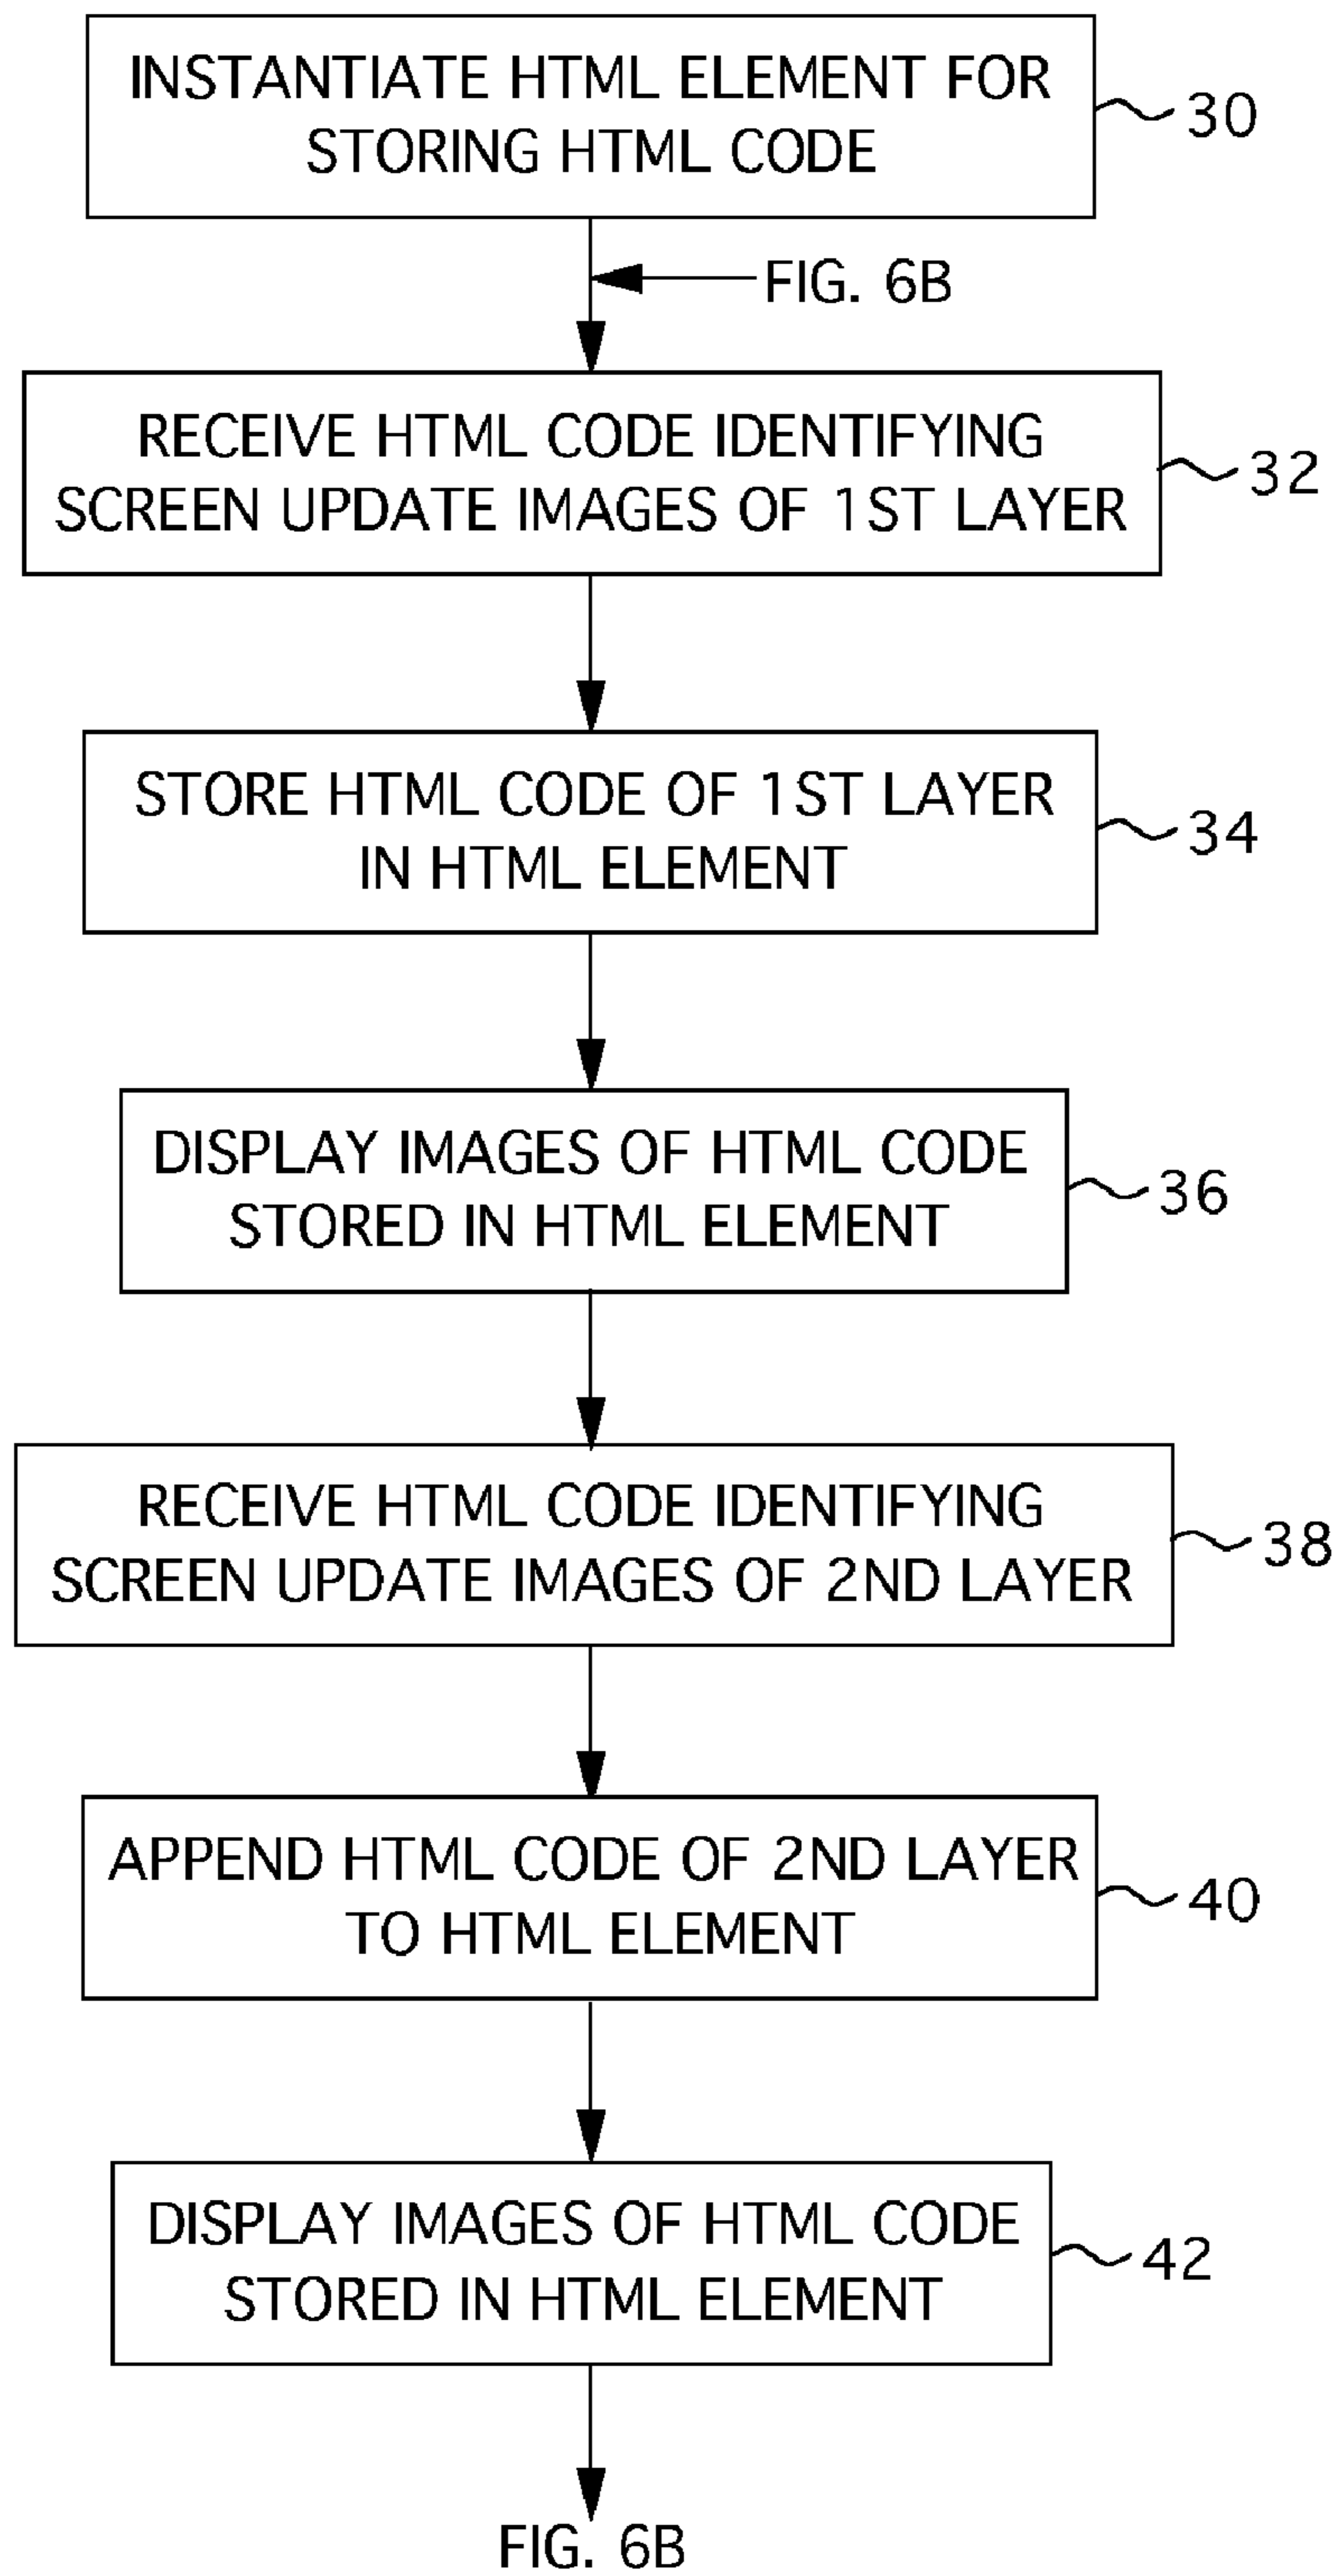 INSTANTIATE HTML ELEMENT FOR
STORING HTML CODE
30
FIG. 6B
RECEIVE HTML CODE IDENTIFYING
SCREEN UPDATE IMAGES OF 1ST LAYER
32
STORE HTML CODE OF 1ST LAYER
IN HTML ELEMENT
34
DISPLAY IMAGES OF HTML CODE
STORED IN HTML ELEMENT
36
RECEIVE HTML CODE IDENTIFYING
SCREEN UPDATE IMAGES OF 2ND LAYER
38
APPEND HTML CODE OF 2ND LAYER
TO HTML ELEMENT
40
DISPLAY IMAGES OF HTML CODE
STORED IN HTML ELEMENT
42
FIG. 6B